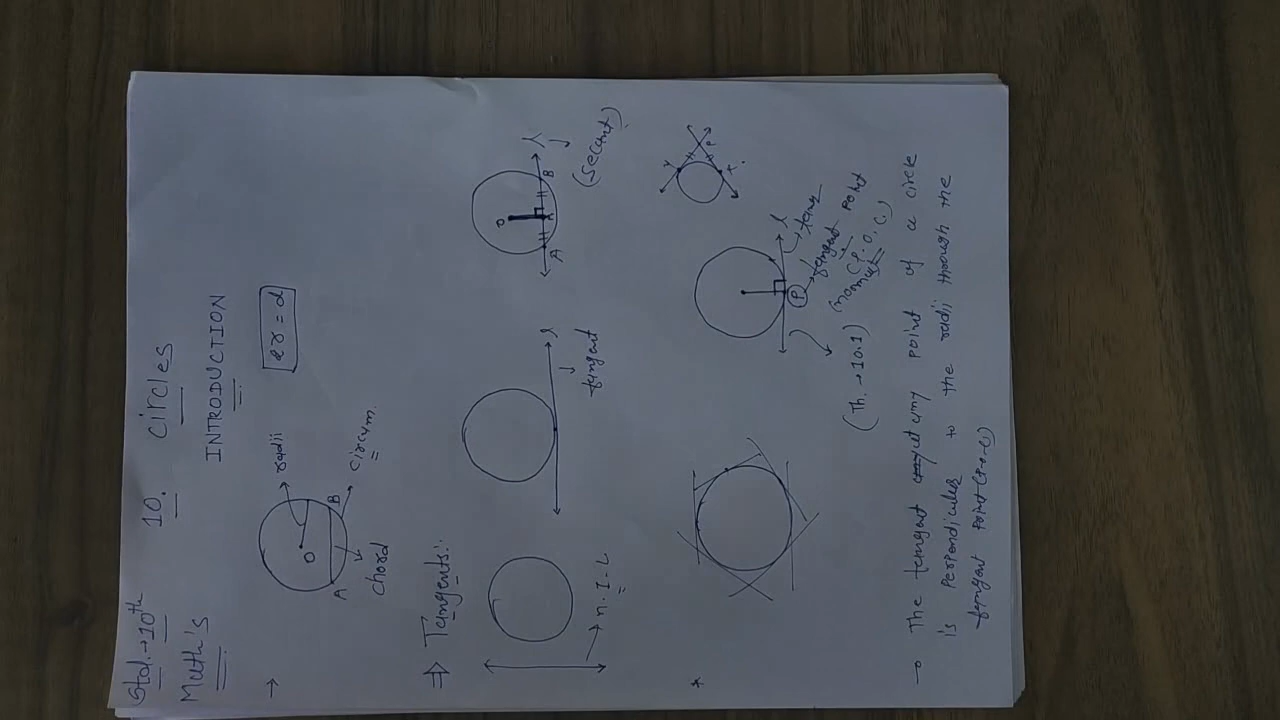 Std.→10th 10. Circles
Math's INTRODUCTION
→
radii
O
A
B
chord
circum.
2r = d
⇒ Tangents:
n. I - L
l
tangent
O
A
B
l
(secant)
*
P
l
tang
tangent point
(P. O. C)
(Th. → 10.1)
Y
P
X
→ The tangent any point of a circle
is perpendicular to the radii through the
tangent point (P.O.C)